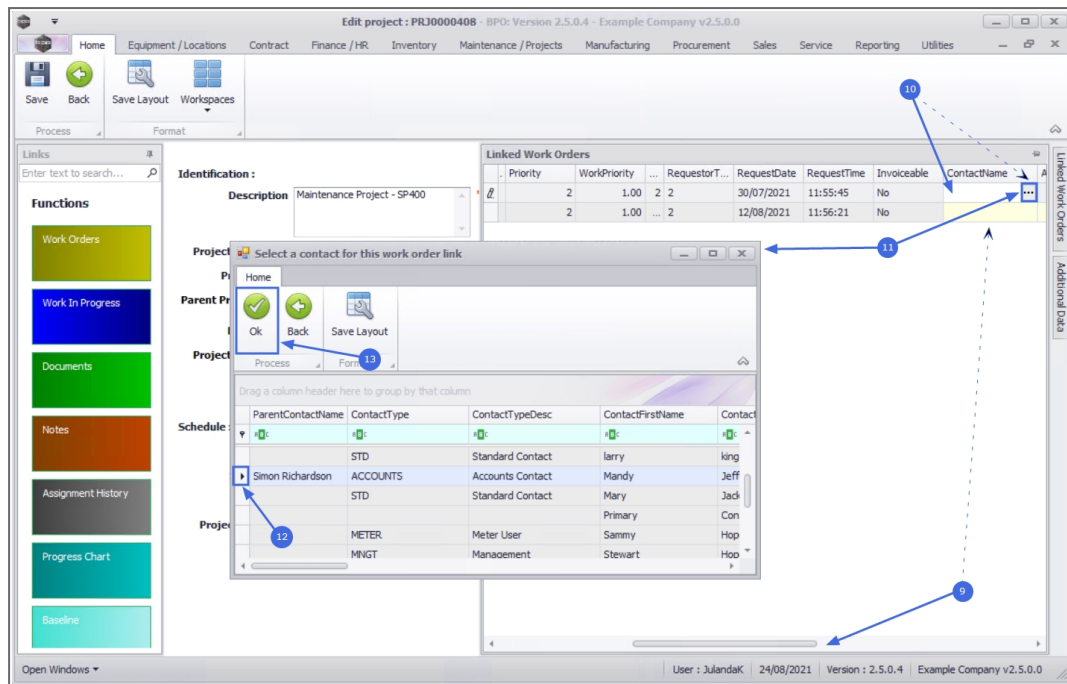 Edit project : PRJ0000408 - BPO: Version 2.5.0.4 - Example Company v2.5.0.0
Home Equipment / Locations Contract Finance / HR Inventory Maintenance / Projects Manufacturing Procurement Sales Service Reporting Utilities
Save Back Save Layout Workspaces
Process Format
10
Links
Enter text to search...
Functions
Work Orders
Work In Progress
Documents
Notes
Assignment History
Progress Chart
Baseline
Identification :
Description Maintenance Project - SP400 *
Project
Parent Pr
Project
Schedule :
Projec
Linked Work Orders
. Priority WorkPriority ... RequestorT... RequestDate RequestTime Invoiceable ContactName A
2 1.00 2 2 30/07/2021 11:55:45 No ...
2 1.00 ... 2 12/08/2021 11:56:21 No
Linked Work Orders
Additional Data
11
Select a contact for this work order link
Home
Ok Back Save Layout
Process Form
13
Drag a column header here to group by that column
ParentContactName ContactType ContactTypeDesc ContactFirstName Contact
STD Standard Contact larry king
Simon Richardson ACCOUNTS Accounts Contact Mandy Jeff
STD Standard Contact Mary Jack
Primary Con
METER Meter User Sammy Hop
MNGT Management Stewart Hop
12
9
Open Windows User : JulandaK 24/08/2021 Version : 2.5.0.4 Example Company v2.5.0.0